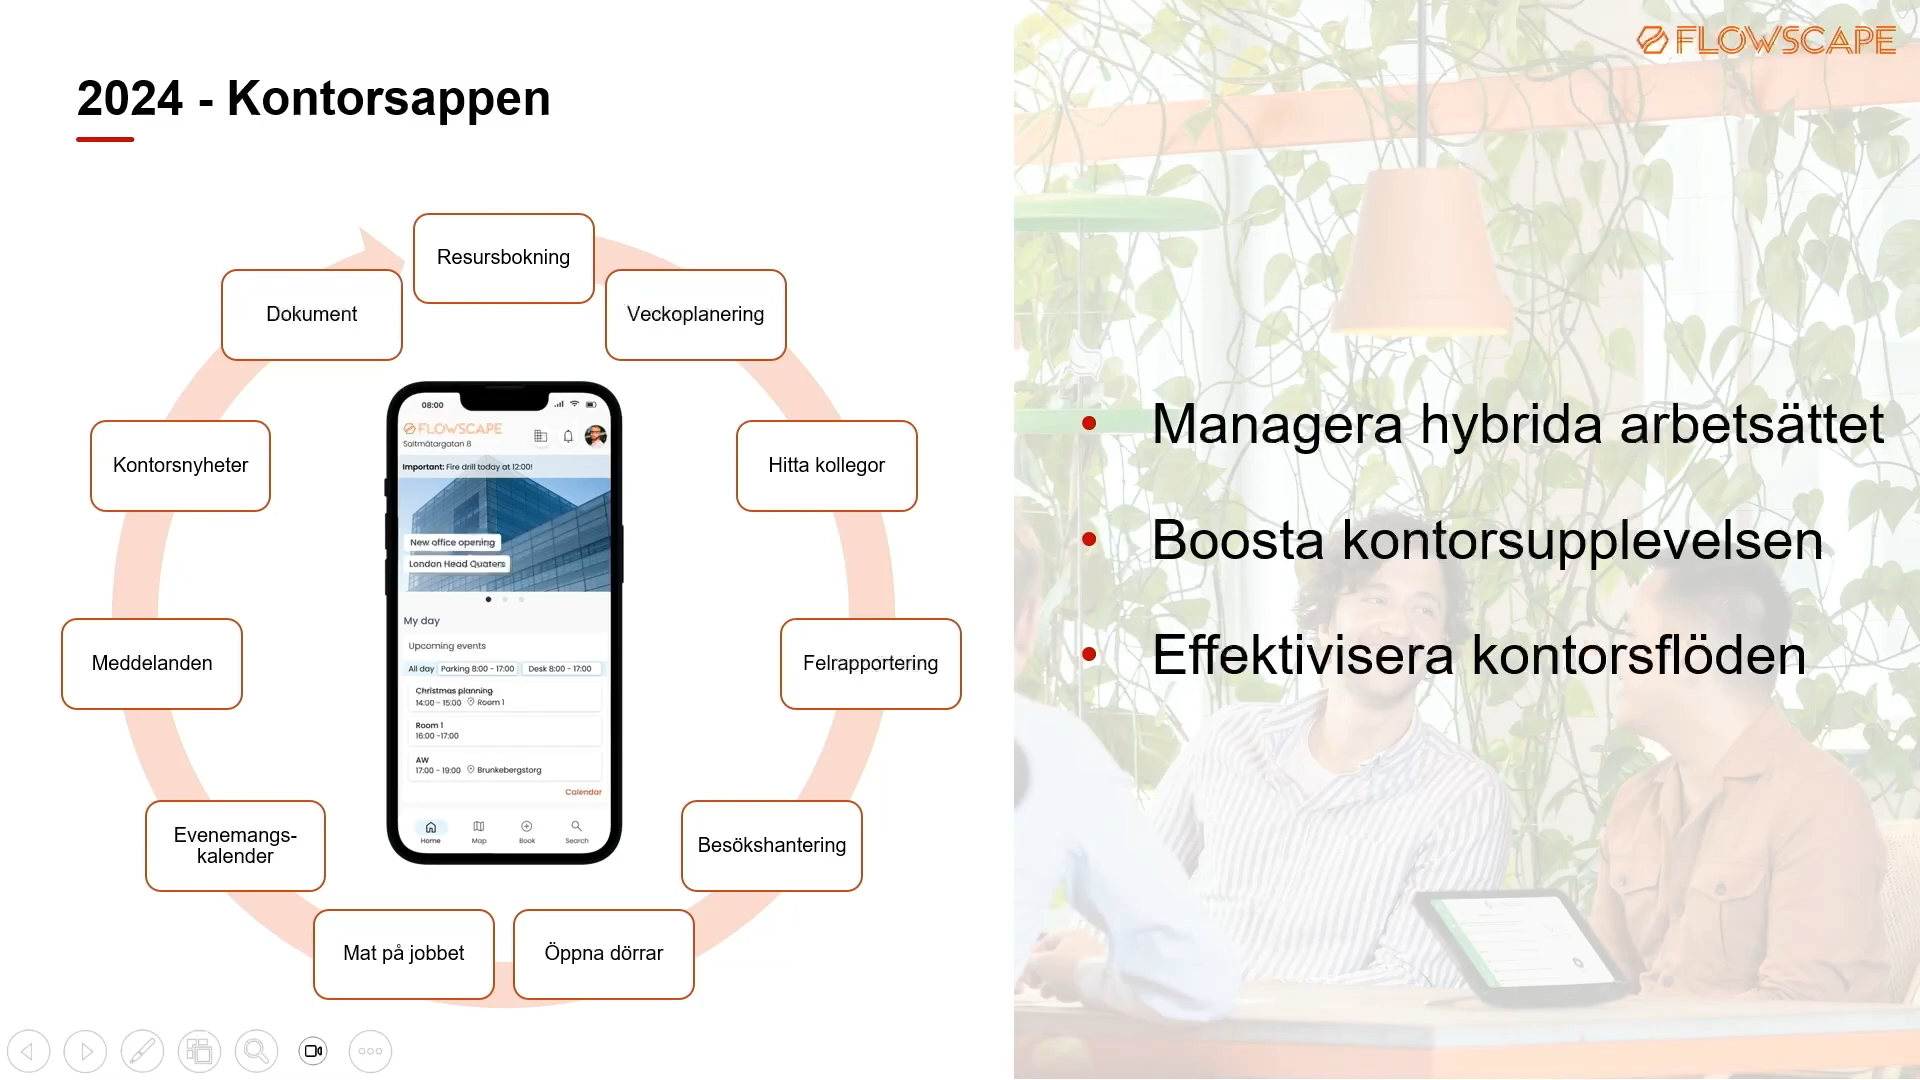 FLOWSCAPE
2024 - Kontorsappen
Resursbokning
Veckoplanering
Hitta kollegor
Felrapportering
Besökshantering
Öppna dörrar
Mat på jobbet
Evenemangs-
kalender
Meddelanden
Kontorsnyheter
Dokument
08:00
FLOWSCAPE
Saltmätargatan 8
Important: Fire drill today at 12:00!
New office opening
London Head Quaters
My day
Upcoming events
All day Parking 8:00 - 17:00 Desk 8:00 - 17:00
Christmas planning
14:00 - 15:00 Room 1
Room 1
16:00 -17:00
AW
17:00 - 19:00 Brunkebergstorg
Calendar
Home Map Book Search
• Managera hybrida arbetsättet
• Boosta kontorsupplevelsen
• Effektivisera kontorsflöden